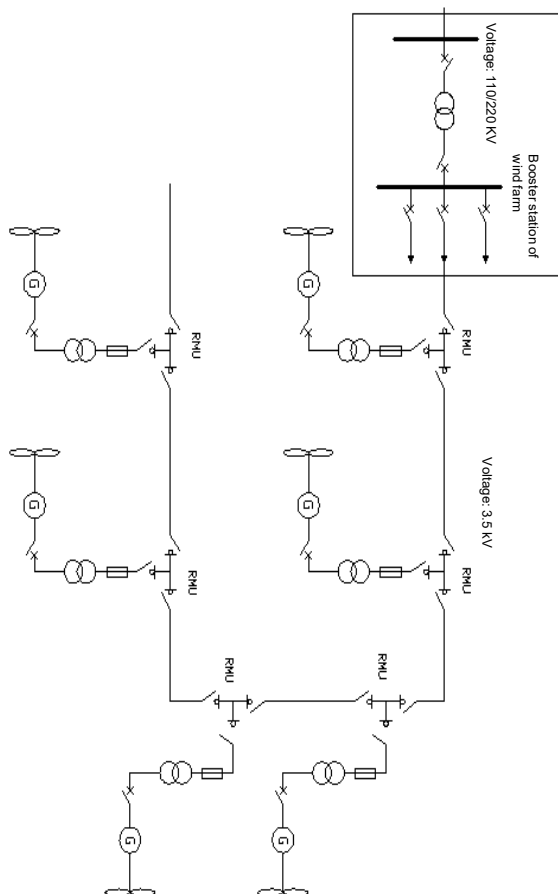 Voltage: 110/220 KV
Booster station of
wind farm
G
G
RMU
RMU
Voltage: 3.5 kV
G
G
RMU
RMU
RMU
RMU
G
G